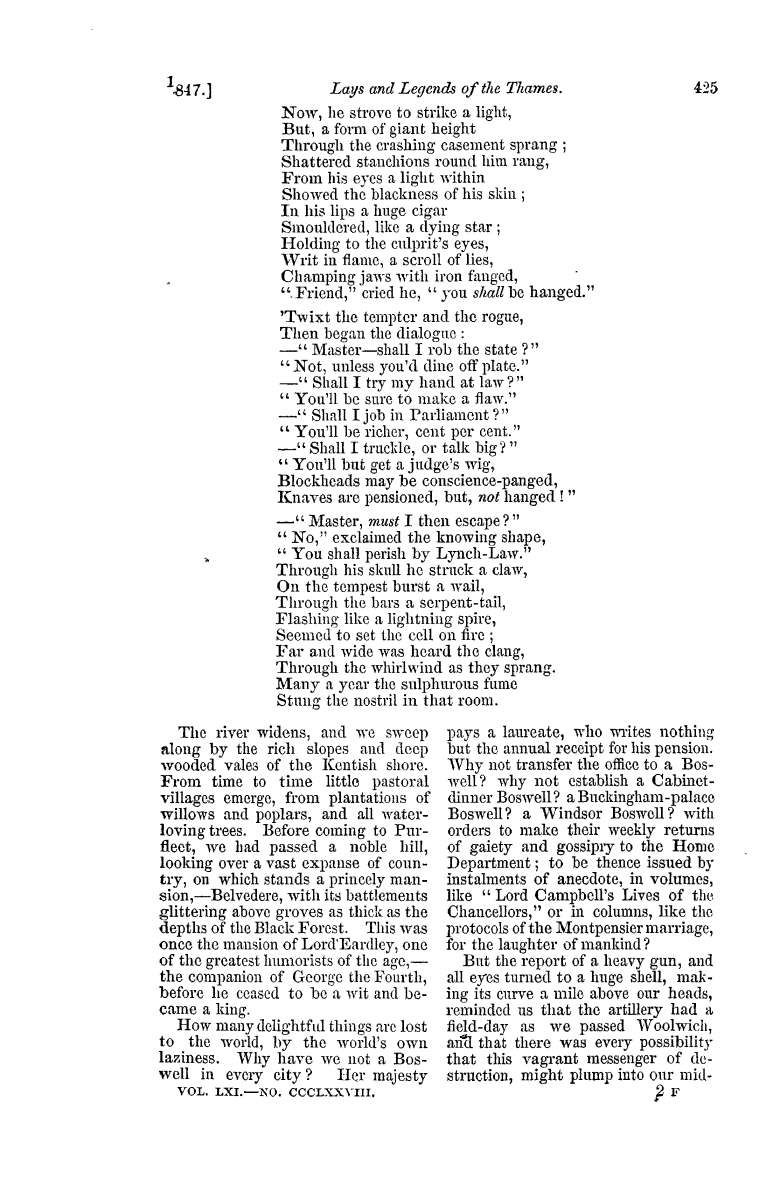 1847.] Lays and Legends of the Thames. 425
Now, he strove to strike a light,
But, a form of giant height
Through the crashing casement sprang ;
Shattered stanchions round him rang,
From his eyes a light within
Showed the blackness of his skin ;
In his lips a huge cigar
Smouldered, like a dying star ;
Holding to the culprit's eyes,
Writ in flame, a scroll of lies,
Champing jaws with iron fanged,
“ Friend,” cried he, “ you shall be hanged.”
'Twixt the tempter and the rogue,
Then began the dialogue :
—“ Master—shall I rob the state ?”
“ Not, unless you'd dine off plate.”
—“ Shall I try my hand at law ?”
“ You'll be sure to make a flaw.”
—“ Shall I job in Parliament ?”
“ You'll be richer, cent per cent.”
—“ Shall I truckle, or talk big ? ”
“ You'll but get a judge's wig,
Blockheads may be conscience-panged,
Knaves are pensioned, but, not hanged ! ”
—“ Master, must I then escape ?”
“ No,” exclaimed the knowing shape,
“ You shall perish by Lynch-Law.”
Through his skull he struck a claw,
On the tempest burst a wail,
Through the bars a serpent-tail,
Flashing like a lightning spire,
Seemed to set the cell on fire ;
Far and wide was heard the clang,
Through the whirlwind as they sprang.
Many a year the sulphurous fume
Stung the nostril in that room.
The river widens, and we sweep
along by the rich slopes and deep
wooded vales of the Kentish shore.
From time to time little pastoral
villages emerge, from plantations of
willows and poplars, and all water-
loving trees. Before coming to Pur-
fleet, we had passed a noble hill,
looking over a vast expanse of coun-
try, on which stands a princely man-
sion,—Belvedere, with its battlements
glittering above groves as thick as the
depths of the Black Forest. This was
once the mansion of Lord Eardley, one
of the greatest humorists of the age,—
the companion of George the Fourth,
before he ceased to be a wit and be-
came a king.
How many delightful things are lost
to the world, by the world's own
laziness. Why have we not a Bos-
well in every city ? Her majesty
pays a laureate, who writes nothing
but the annual receipt for his pension.
Why not transfer the office to a Bos-
well ? why not establish a Cabinet-
dinner Boswell ? a Buckingham-palace
Boswell ? a Windsor Boswell ? with
orders to make their weekly returns
of gaiety and gossipry to the Home
Department ; to be thence issued by
instalments of anecdote, in volumes,
like “ Lord Campbell's Lives of the
Chancellors,” or in columns, like the
protocols of the Montpensier marriage,
for the laughter of mankind ?
But the report of a heavy gun, and
all eyes turned to a huge shell, mak-
ing its curve a mile above our heads,
reminded us that the artillery had a
field-day as we passed Woolwich,
and that there was every possibility
that this vagrant messenger of de-
struction, might plump into our mid-
VOL. LXI.—NO. CCCLXXVIII. 2 F